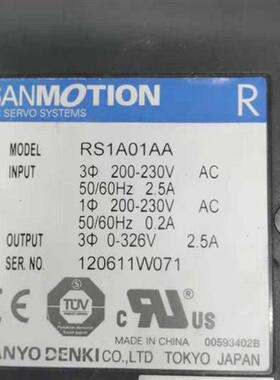 SANMOTION R
SERVO SYSTEMS
MODEL RS1A01AA
INPUT 3Φ 200-230V AC
50/60Hz 2.5A
1Φ 200-230V AC
50/60Hz 0.2A
OUTPUT 3Φ 0-326V 2.5A
SER. NO. 120611W071
TÜV
c UR US
MADE IN CHINA 00593402B
ANYO DENKI CO.,LTD TOKYO JAPAN